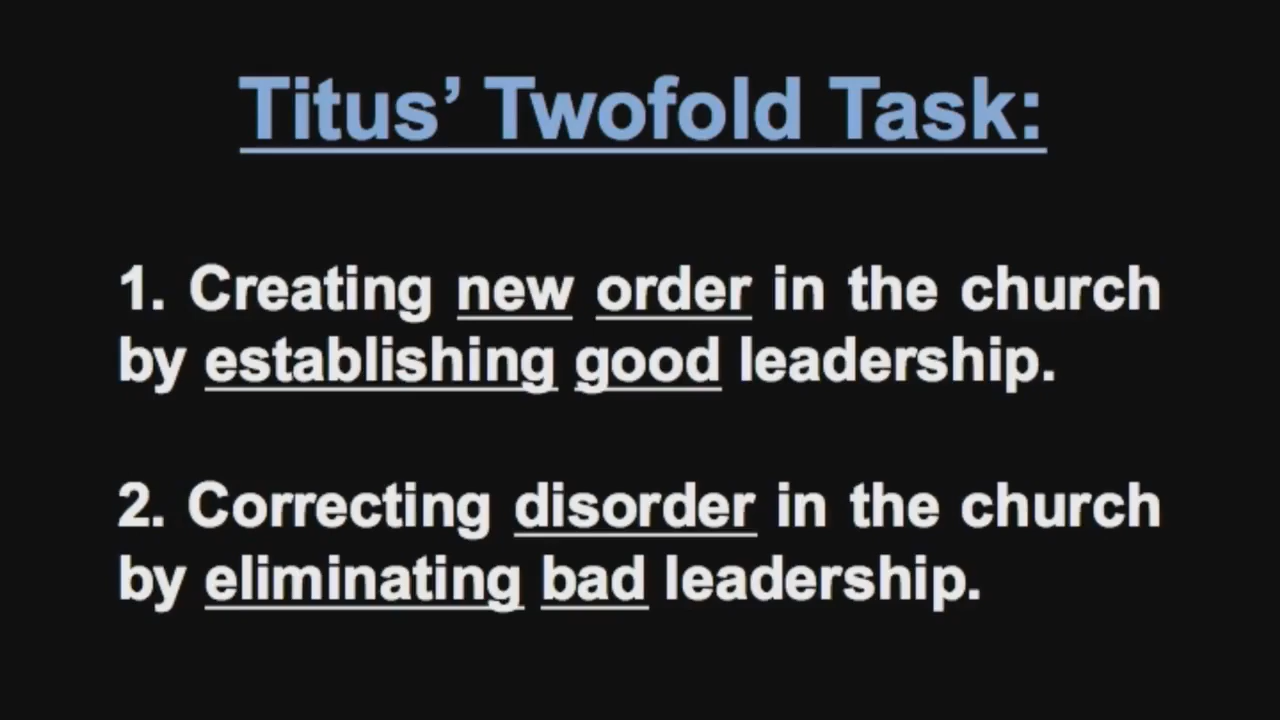 Titus’ Twofold Task:
1. Creating new order in the church
by establishing good leadership.
2. Correcting disorder in the church
by eliminating bad leadership.